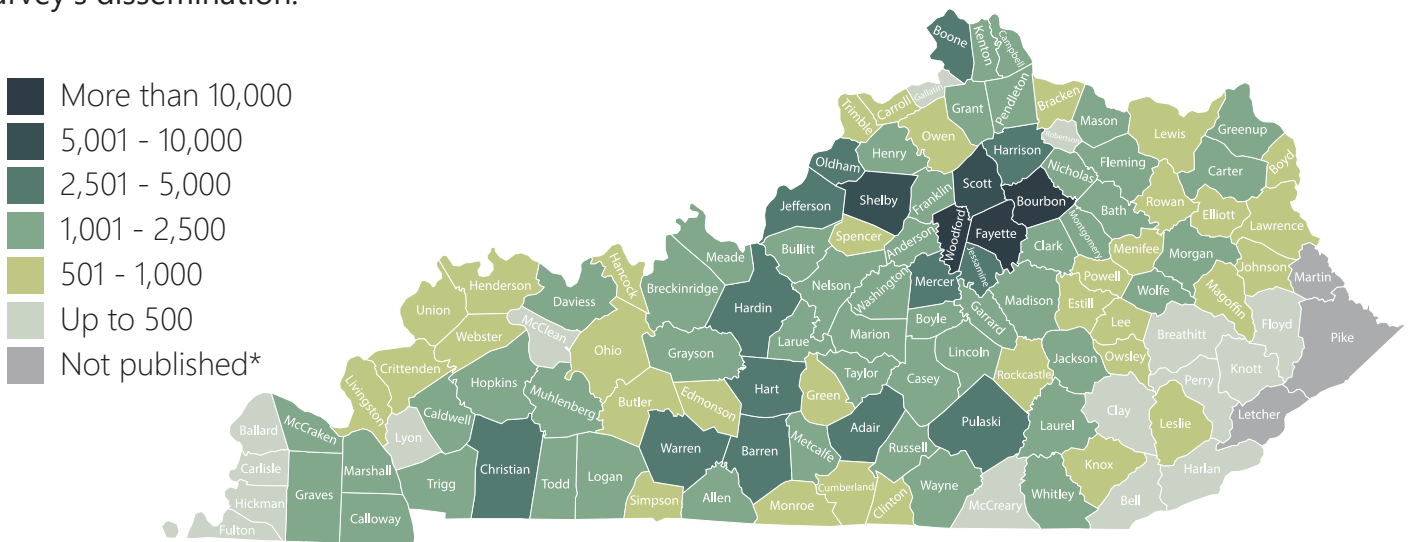 urvey's dissemination.
More than 10,000
5,001 - 10,000
2,501 - 5,000
1,001 - 2,500
501 - 1,000
Up to 500
Not published*
Boone
Kenton
Campbell
Gallatin
Carroll
Trimble
Grant
Pendleton
Bracken
Mason
Lewis
Greenup
Boyd
Owen
Robertson
Oldham
Henry
Harrison
Nicholas
Fleming
Carter
Jefferson
Shelby
Franklin
Scott
Bourbon
Bath
Rowan
Elliott
Lawrence
Spencer
Bullitt
Anderson
Woodford
Fayette
Clark
Montgomery
Menifee
Morgan
Johnson
Martin
Meade
Hancock
Breckinridge
Nelson
Washington
Mercer
Jessamine
Madison
Powell
Wolfe
Magoffin
Floyd
Pike
Henderson
Union
Daviess
Webster
McClean
Ohio
Hardin
Larue
Marion
Boyle
Garrard
Estill
Lee
Breathitt
Knott
Grayson
Taylor
Casey
Lincoln
Rockcastle
Jackson
Owsley
Perry
Letcher
Crittenden
Livingston
Hopkins
Muhlenberg
Butler
Edmonson
Hart
Green
Adair
Pulaski
Laurel
Clay
Leslie
Harlan
Caldwell
Lyon
Christian
Warren
Barren
Metcalfe
Russell
Knox
Bell
Ballard
McCraken
Carlisle
Graves
Marshall
Trigg
Todd
Logan
Simpson
Allen
Monroe
Cumberland
Clinton
Wayne
McCreary
Whitley
Hickman
Fulton
Calloway